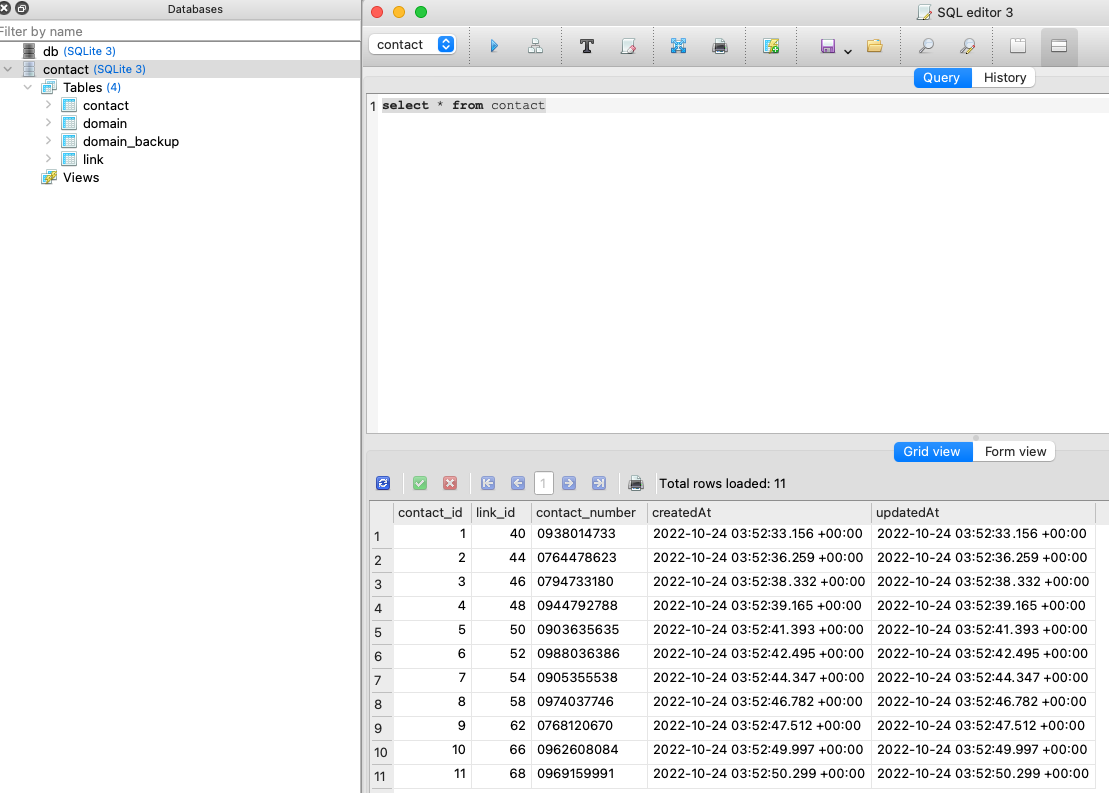 Databases
Filter by name
db (SQLite 3)
contact (SQLite 3)
Tables (4)
contact
domain
domain_backup
link
Views
SQL editor 3
contact
T
Query History
1 select * from contact
Grid view Form view
1 Total rows loaded: 11
contact_id link_id contact_number createdAt updatedAt
1 1 40 0938014733 2022-10-24 03:52:33.156 +00:00 2022-10-24 03:52:33.156 +00:00
2 2 44 0764478623 2022-10-24 03:52:36.259 +00:00 2022-10-24 03:52:36.259 +00:00
3 3 46 0794733180 2022-10-24 03:52:38.332 +00:00 2022-10-24 03:52:38.332 +00:00
4 4 48 0944792788 2022-10-24 03:52:39.165 +00:00 2022-10-24 03:52:39.165 +00:00
5 5 50 0903635635 2022-10-24 03:52:41.393 +00:00 2022-10-24 03:52:41.393 +00:00
6 6 52 0988036386 2022-10-24 03:52:42.495 +00:00 2022-10-24 03:52:42.495 +00:00
7 7 54 0905355538 2022-10-24 03:52:44.347 +00:00 2022-10-24 03:52:44.347 +00:00
8 8 58 0974037746 2022-10-24 03:52:46.782 +00:00 2022-10-24 03:52:46.782 +00:00
9 9 62 0768120670 2022-10-24 03:52:47.512 +00:00 2022-10-24 03:52:47.512 +00:00
10 10 66 0962608084 2022-10-24 03:52:49.997 +00:00 2022-10-24 03:52:49.997 +00:00
11 11 68 0969159991 2022-10-24 03:52:50.299 +00:00 2022-10-24 03:52:50.299 +00:00